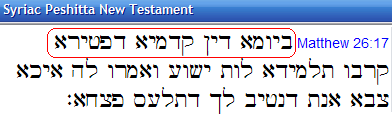 Syriac Peshitta New Testament
Matthew 26:17 ביומא דין קדמיא דפטירא
קרבו תלמידא לות ישוע ואמרו לה איכא
צבא אנת דנטיב לך דתלעס פצחא: